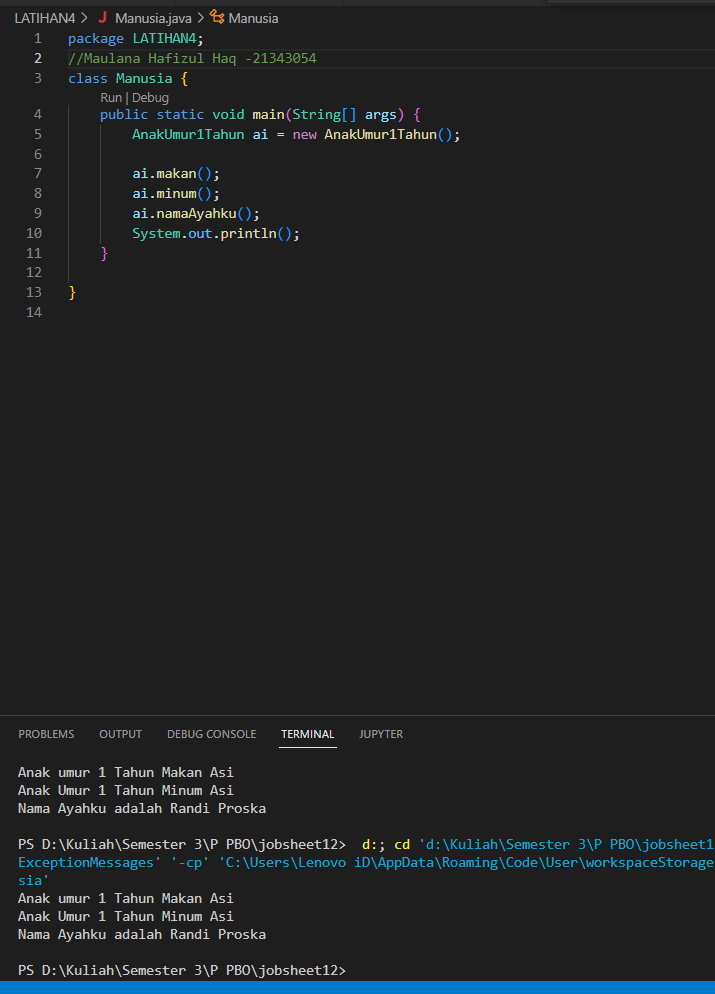 LATIHAN4 > J Manusia.java > Manusia
1 package LATIHAN4;
2 //Maulana Hafizul Haq -21343054
3 class Manusia {
Run | Debug
4 public static void main(String[] args) {
5 AnakUmur1Tahun ai = new AnakUmur1Tahun();
6
7 ai.makan();
8 ai.minum();
9 ai.namaAyahku();
10 System.out.println();
11 }
12
13 }
14
PROBLEMS OUTPUT DEBUG CONSOLE TERMINAL JUPYTER
Anak umur 1 Tahun Makan Asi
Anak Umur 1 Tahun Minum Asi
Nama Ayahku adalah Randi Proska
PS D:\Kuliah\Semester 3\P PBO\jobsheet12> d:; cd 'd:\Kuliah\Semester 3\P PBO\jobsheet1
ExceptionMessages' '-cp' 'C:\Users\Lenovo iD\AppData\Roaming\Code\User\workspaceStorage
sia'
Anak umur 1 Tahun Makan Asi
Anak Umur 1 Tahun Minum Asi
Nama Ayahku adalah Randi Proska
PS D:\Kuliah\Semester 3\P PBO\jobsheet12>